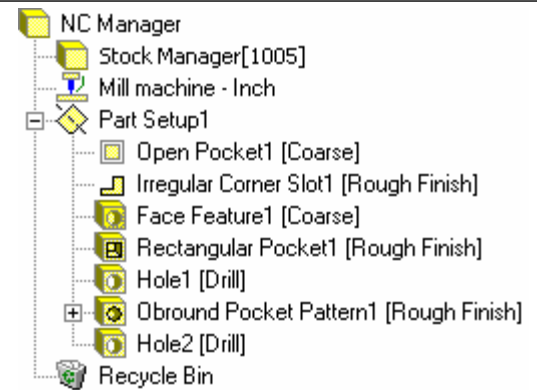 NC Manager
Stock Manager[1005]
Mill machine - Inch
Part Setup1
Open Pocket1 [Coarse]
Irregular Corner Slot1 [Rough Finish]
Face Feature1 [Coarse]
Rectangular Pocket1 [Rough Finish]
Hole1 [Drill]
Obround Pocket Pattern1 [Rough Finish]
Hole2 [Drill]
Recycle Bin